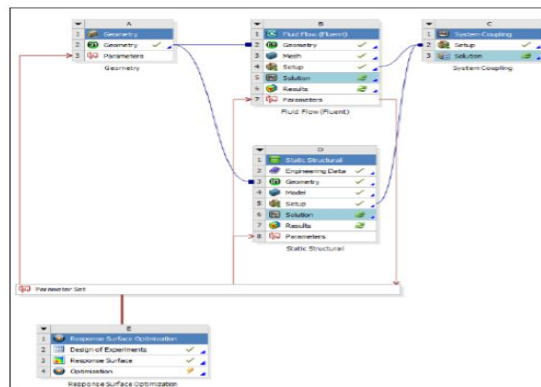 A
1 Geometry
2 Geometry
3 Parameters
Geometry
B
1 Fluid Flow (Fluent)
2 Geometry
3 Mesh
4 Setup
5 Solution
6 Results
7 Parameters
Fluid Flow (Fluent)
C
1 System Coupling
2 Setup
3 Solution
System Coupling
D
1 Static Structural
2 Engineering Data
3 Geometry
4 Model
5 Setup
6 Solution
7 Results
8 Parameters
Static Structural
Parameter Set
E
1 Response Surface Optimization
2 Design of Experiments
3 Response Surface
4 Optimization
Response Surface Optimization